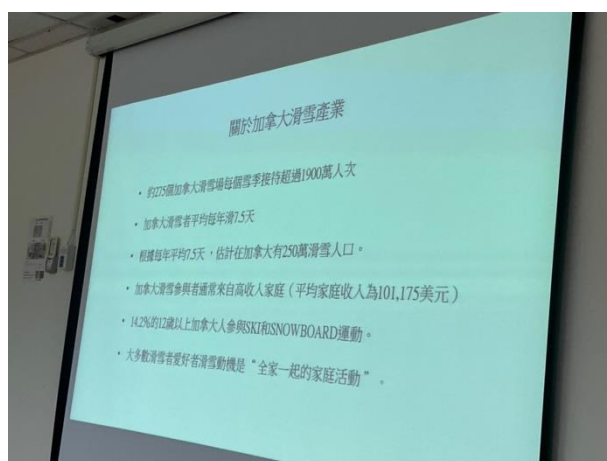 關於加拿大滑雪產業
• 約275個加拿大滑雪場每個雪季接待超過1900萬人次
• 加拿大滑雪者平均每年滑7.5天
• 根據每年平均7.5天，估計在加拿大有250萬滑雪人口。
• 加拿大滑雪參與者通常來自高收入家庭（平均家庭收入為101,175美元）
• 14.2%的12歲以上加拿大人參與SKI和SNOWBOARD運動。
• 大多數滑雪者愛好者滑雪動機是“全家一起的家庭活動”。